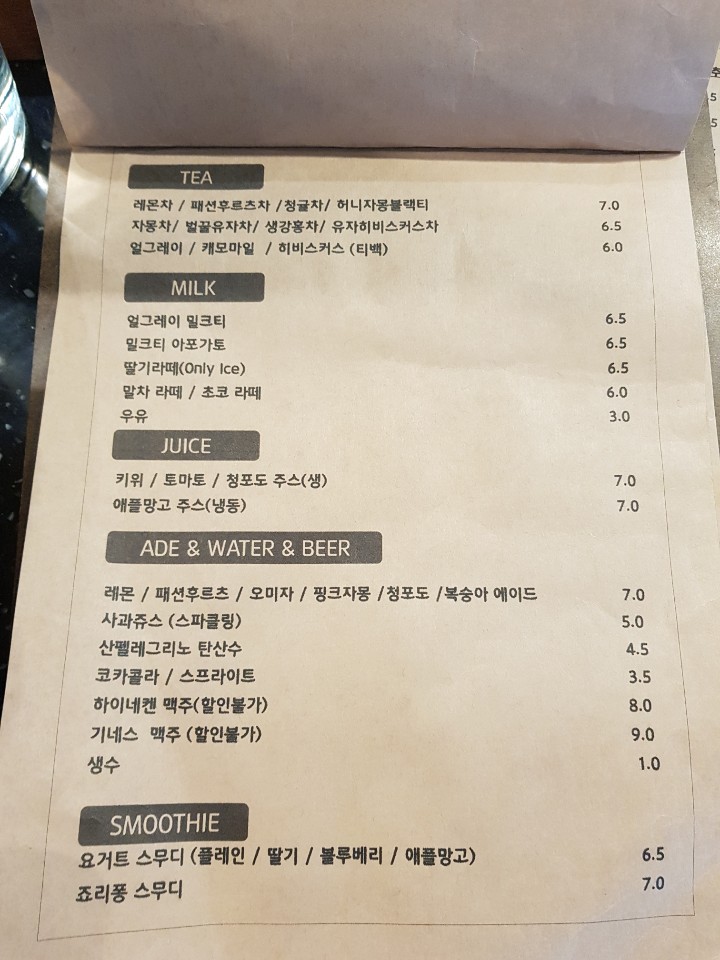 TEA
레몬차 / 패션후르츠차 /청귤차/ 허니자몽블랙티 7.0
자몽차/ 벌꿀유자차/ 생강홍차/ 유자히비스커스차 6.5
얼그레이 / 캐모마일 / 히비스커스 (티백) 6.0
MILK
얼그레이 밀크티 6.5
밀크티 아포가토 6.5
딸기라떼(Only Ice) 6.5
말차 라떼 / 초코 라떼 6.0
우유 3.0
JUICE
키위 / 토마토 / 청포도 주스(생) 7.0
애플망고 주스(냉동) 7.0
ADE & WATER & BEER
레몬 / 패션후르츠 / 오미자 / 핑크자몽 /청포도 /복숭아 에이드 7.0
사과쥬스 (스파클링) 5.0
산펠레그리노 탄산수 4.5
코카콜라 / 스프라이트 3.5
하이네켄 맥주(할인불가) 8.0
기네스 맥주 (할인불가) 9.0
생수 1.0
SMOOTHIE
요거트 스무디 (플레인 / 딸기 / 블루베리 / 애플망고) 6.5
죠리퐁 스무디 7.0